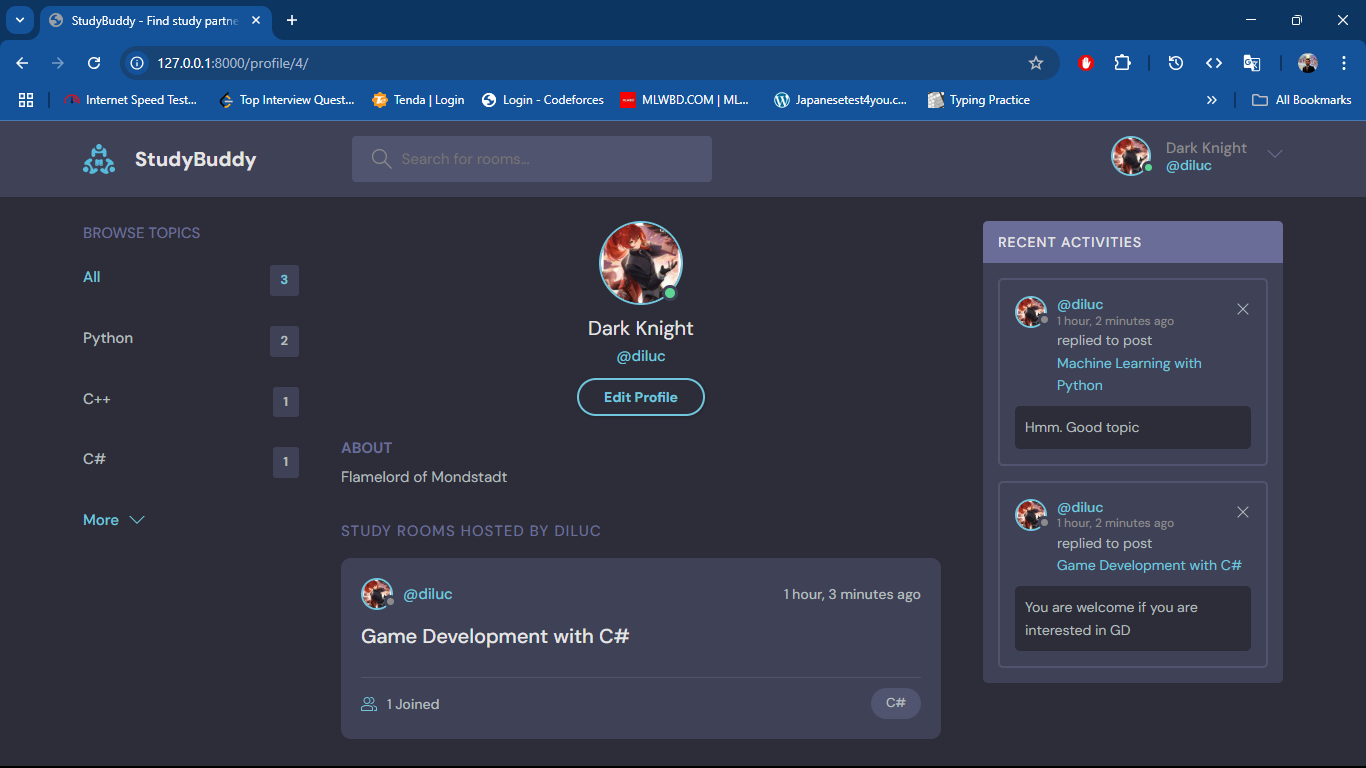 StudyBuddy - Find study partne
127.0.0.1:8000/profile/4/
Internet Speed Test...
Top Interview Quest...
Tenda | Login
Login - Codeforces
MLWBD.COM | ML...
Japanesetest4you.c...
Typing Practice
All Bookmarks
StudyBuddy
Search for rooms...
Dark Knight
@diluc
BROWSE TOPICS
All 3
Python 2
C++ 1
C# 1
More
Dark Knight
@diluc
Edit Profile
ABOUT
Flamelord of Mondstadt
STUDY ROOMS HOSTED BY DILUC
@diluc 1 hour, 3 minutes ago
Game Development with C#
1 Joined C#
RECENT ACTIVITIES
@diluc
1 hour, 2 minutes ago
replied to post
Machine Learning with
Python
Hmm. Good topic
@diluc
1 hour, 2 minutes ago
replied to post
Game Development with C#
You are welcome if you are
interested in GD